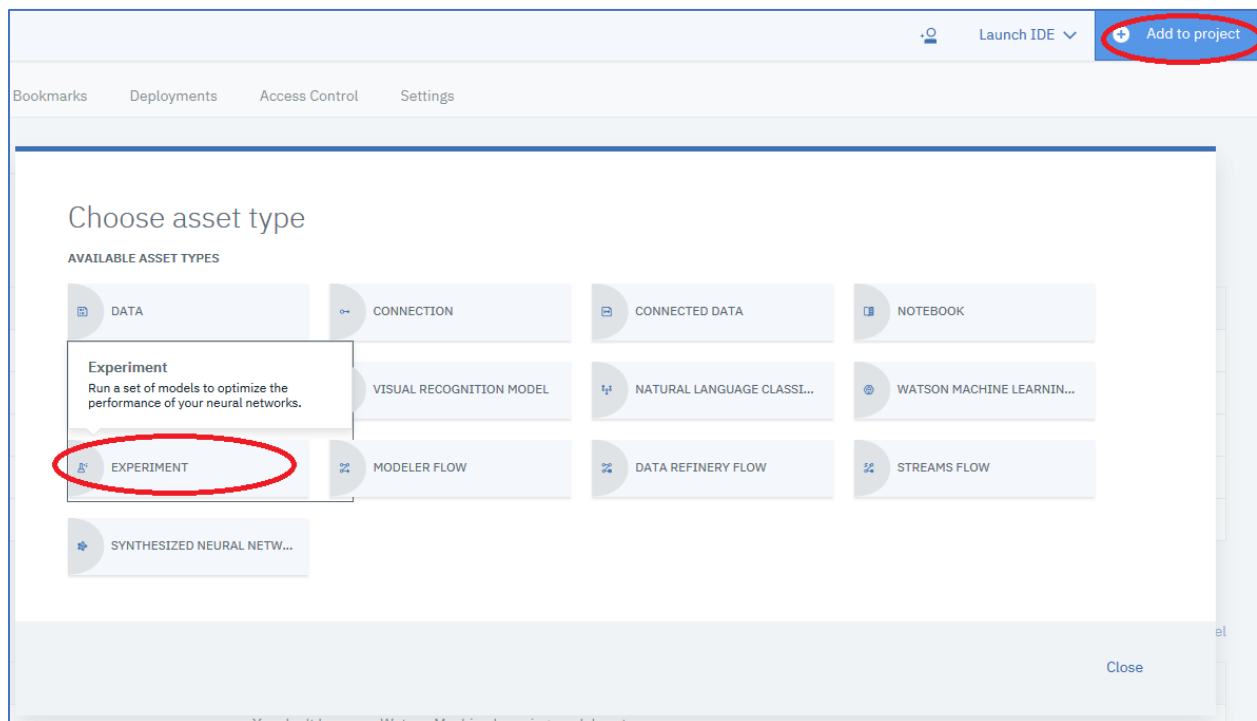 Launch IDE
Add to project
Bookmarks Deployments Access Control Settings
Choose asset type
AVAILABLE ASSET TYPES
DATA
CONNECTION
CONNECTED DATA
NOTEBOOK
Experiment
Run a set of models to optimize the
performance of your neural networks.
VISUAL RECOGNITION MODEL
NATURAL LANGUAGE CLASSI...
WATSON MACHINE LEARNIN...
EXPERIMENT
MODELER FLOW
DATA REFINERY FLOW
STREAMS FLOW
SYNTHESIZED NEURAL NETW...
el
Close